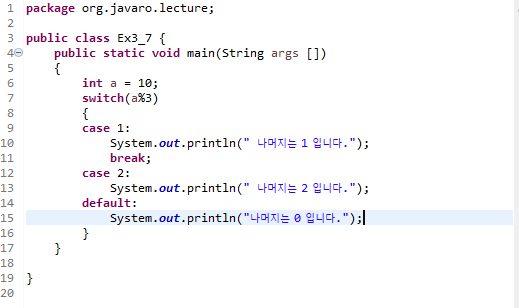 1 package org.javaro.lecture;
2
3 public class Ex3_7 {
4     public static void main(String args [])
5     {
6         int a = 10;
7         switch(a%3)
8         {
9         case 1:
10             System.out.println(" 나머지는 1 입니다.");
11             break;
12         case 2:
13             System.out.println(" 나머지는 2 입니다.");
14         default:
15             System.out.println("나머지는 0 입니다.");
16         }
17     }
18
19 }
20